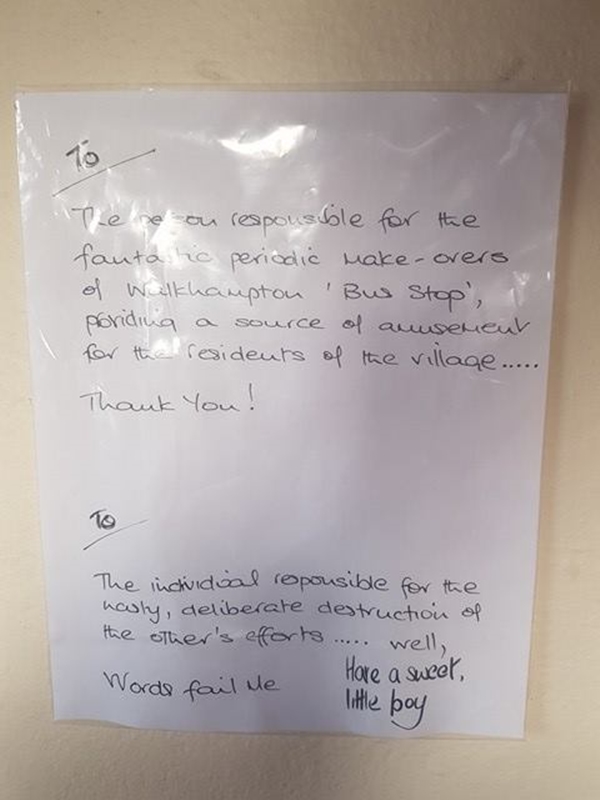 To
The person responsible for the
fantastic periodic make-overs
of Walkhampton 'Bus Stop',
poriding a source of amusement
for the residents of the village.....
Thank You!
To
The individual responsible for the
nasty, deliberate destruction of
the other's efforts ..... well,
Words fail Me
Have a sweet,
little boy